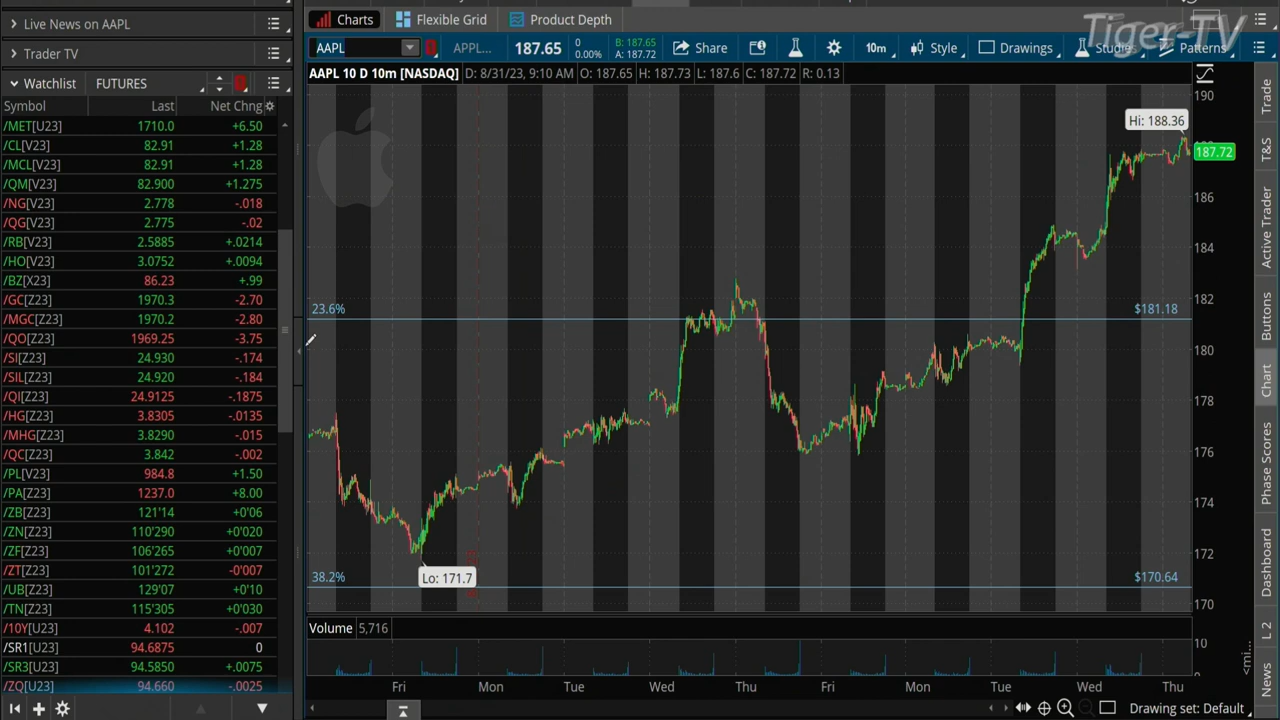 Live News on AAPL
Trader TV
Watchlist FUTURES
Symbol Last Net Chng
/MET[U23] 1710.0 +6.50
/CL[V23] 82.91 +1.28
/MCL[V23] 82.91 +1.28
/QM[V23] 82.900 +1.275
/NG[V23] 2.778 -.018
/QG[V23] 2.775 -.02
/RB[V23] 2.5885 +.0214
/HO[V23] 3.0752 +.0094
/BZ[X23] 86.23 +.99
/GC[Z23] 1970.3 -2.70
/MGC[Z23] 1970.2 -2.80
/QO[Z23] 1969.25 -3.75
/SI[Z23] 24.930 -.174
/SIL[Z23] 24.920 -.184
/QI[Z23] 24.9125 -.1875
/HG[Z23] 3.8305 -.0135
/MHG[Z23] 3.8290 -.015
/QC[Z23] 3.842 -.002
/PL[V23] 984.8 +1.50
/PA[Z23] 1237.0 +8.00
/ZB[Z23] 121'14 +0'06
/ZN[Z23] 110'290 +0'020
/ZF[Z23] 106'265 +0'007
/ZT[Z23] 101'272 -0'007
/UB[Z23] 129'07 +0'10
/TN[Z23] 115'305 +0'030
/10Y[U23] 4.102 -.007
/SR1[U23] 94.6875 0
/SR3[U23] 94.5850 +.0075
/ZQ[U23] 94.660 -.0025
Charts Flexible Grid Product Depth
Tiger-TV
AAPL APPL... 187.65 0 0.00% B: 187.65 A: 187.72 Share 10m Style Drawings Studies Patterns
AAPL 10 D 10m [NASDAQ] D: 8/31/23, 9:10 AM O: 187.65 H: 187.73 L: 187.6 C: 187.72 R: 0.13
190
Hi: 188.36
187.72
186
184
182
23.6% $181.18
180
178
176
174
172
Lo: 171.7
38.2% $170.64
170
Volume 5,716
10
Fri Mon Tue Wed Thu Fri Mon Tue Wed Thu
Drawing set: Default
Trade
T&S
Active Trader
Buttons
Chart
Phase Scores
Dashboard
L 2
News